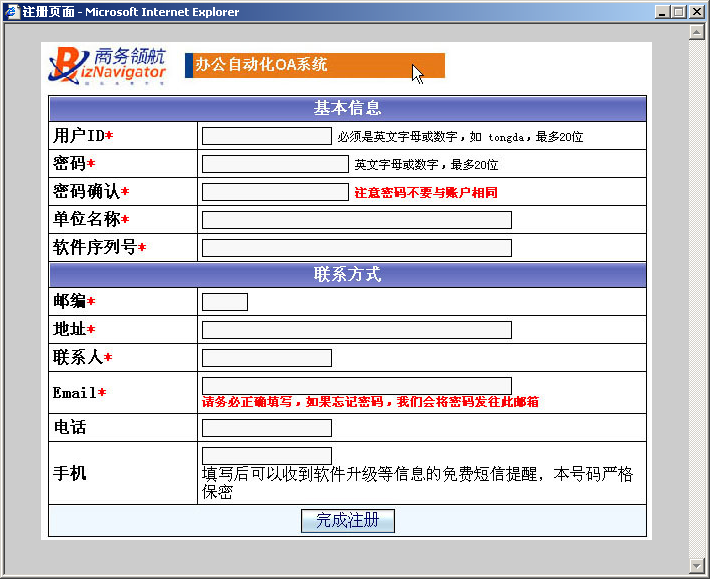 注册页面 - Microsoft Internet Explorer
商务领航
BizNavigator
办公自动化OA系统
基本信息
用户ID* 必须是英文字母或数字，如 tongda，最多20位
密码* 英文字母或数字，最多20位
密码确认* 注意密码不要与账户相同
单位名称*
软件序列号*
联系方式
邮编*
地址*
联系人*
Email*
请务必正确填写，如果忘记密码，我们会将密码发往此邮箱
电话
手机
填写后可以收到软件升级等信息的免费短信提醒，本号码严格
保密
完成注册